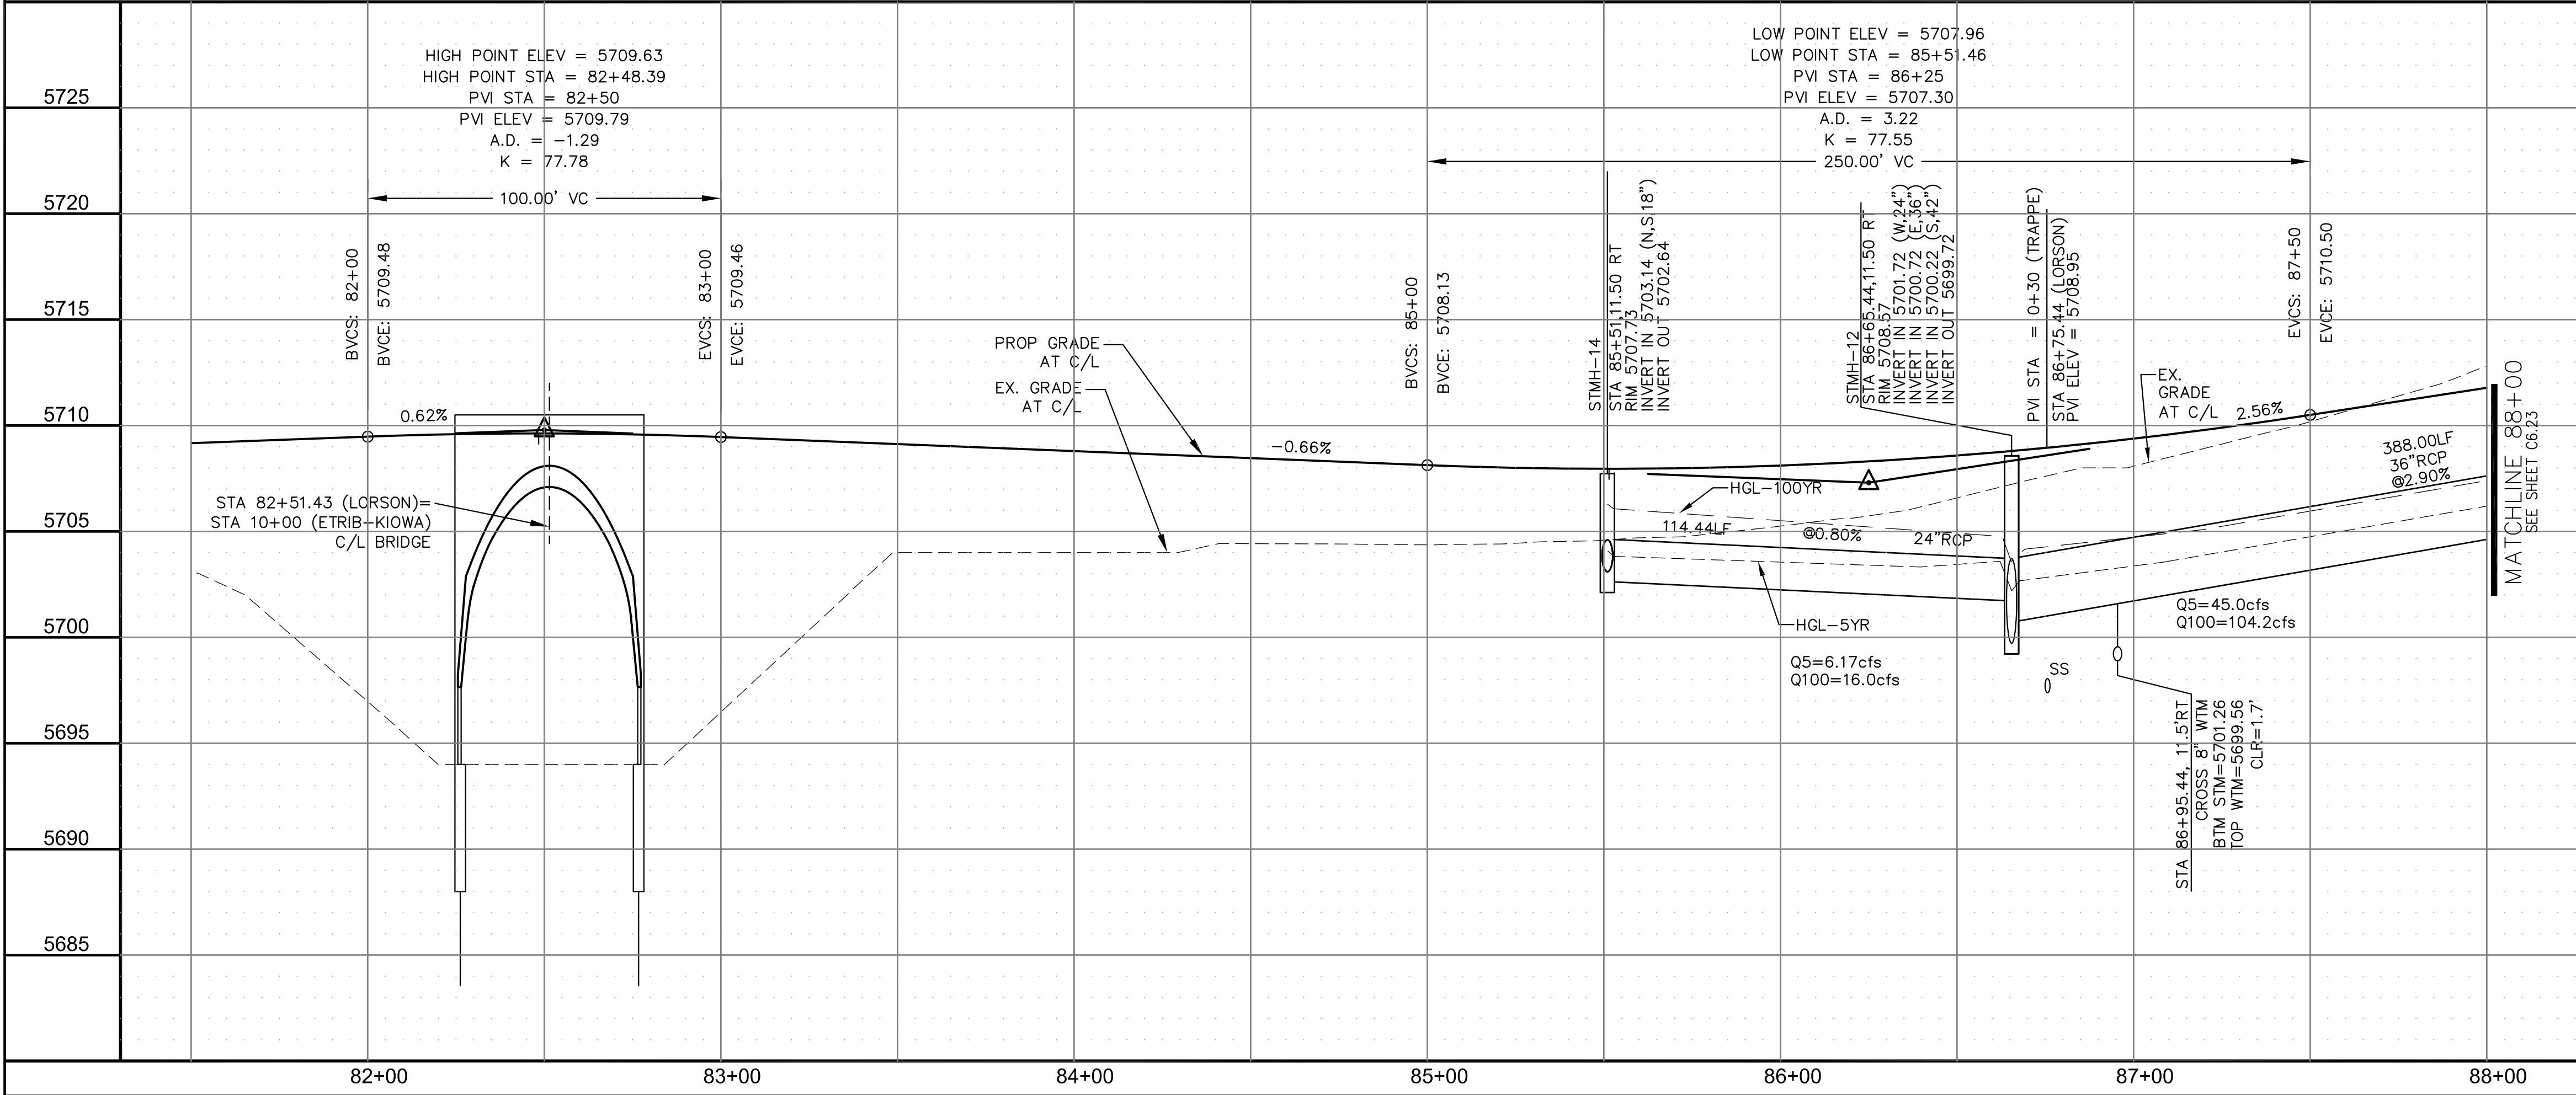 HIGH POINT ELEV = 5709.63
HIGH POINT STA = 82+48.39
PVI STA = 82+50
PVI ELEV = 5709.79
A.D. = -1.29
K = 77.78
100.00' VC
LOW POINT ELEV = 5707.96
LOW POINT STA = 85+51.46
PVI STA = 86+25
PVI ELEV = 5707.30
A.D. = 3.22
K = 77.55
250.00' VC
5725
5720
5715
5710
5705
5700
5695
5690
5685
BVCS: 82+00
BVCE: 5709.48
EVCS: 83+00
EVCE: 5709.46
BVCS: 85+00
BVCE: 5708.13
STMH-14
STA 85+51,11.50 RT
RIM 5707.73
INVERT IN 5703.14 (N,S,18")
INVERT OUT 5702.64
STMH-12
STA 86+65.44,11.50 RT
RIM 5708.57
INVERT IN 5701.72 (W,24")
INVERT IN 5700.72 (E,36")
INVERT IN 5700.22 (S,42")
INVERT OUT 5699.72
PVI STA = 0+30 (TRAPPE)
STA 86+75.44 (LORSON)
PVI ELEV = 5708.95
EVCS: 87+50
EVCE: 5710.50
0.62%
PROP GRADE
AT C/L
EX. GRADE
AT C/L
-0.66%
EX.
GRADE
AT C/L
2.56%
STA 82+51.43 (LORSON)=
STA 10+00 (ETRIB-KIOWA)
C/L BRIDGE
HGL-100YR
114.44LF
@0.80%
24"RCP
388.00LF
36"RCP
@2.90%
MATCHLINE 88+00
SEE SHEET C6.23
HGL-5YR
Q5=6.17cfs
Q100=16.0cfs
Q5=45.0cfs
Q100=104.2cfs
SS
STA 86+95.44, 11.5'RT
CROSS 8" WTM
BTM STM=5701.26
TOP WTM=5699.56
CLR=1.7'
82+00
83+00
84+00
85+00
86+00
87+00
88+00